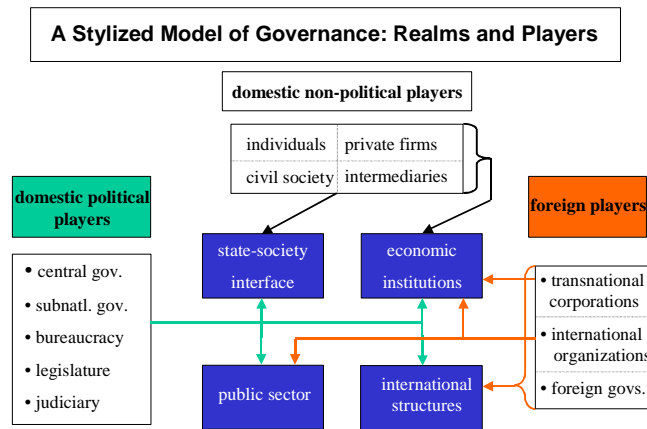 A Stylized Model of Governance: Realms and Players
domestic non-political players
individuals private firms
civil society intermediaries
domestic political
players
foreign players
state-society
interface
economic
institutions
• central gov.
• subnatl. gov.
• bureaucracy
• legislature
• judiciary
• transnational
corporations
• international
organizations
• foreign govs.
public sector
international
structures